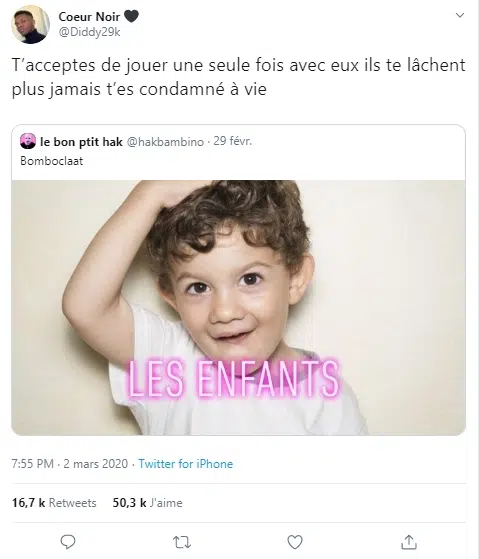 Coeur Noir 🖤
@Diddy29k
T’acceptes de jouer une seule fois avec eux ils te lâchent
plus jamais t’es condamné à vie
le bon ptit hak @hakbambino · 29 févr.
Bomboclaat
LES ENFANTS
7:55 PM · 2 mars 2020 · Twitter for iPhone
16,7 k Retweets 50,3 k J'aime